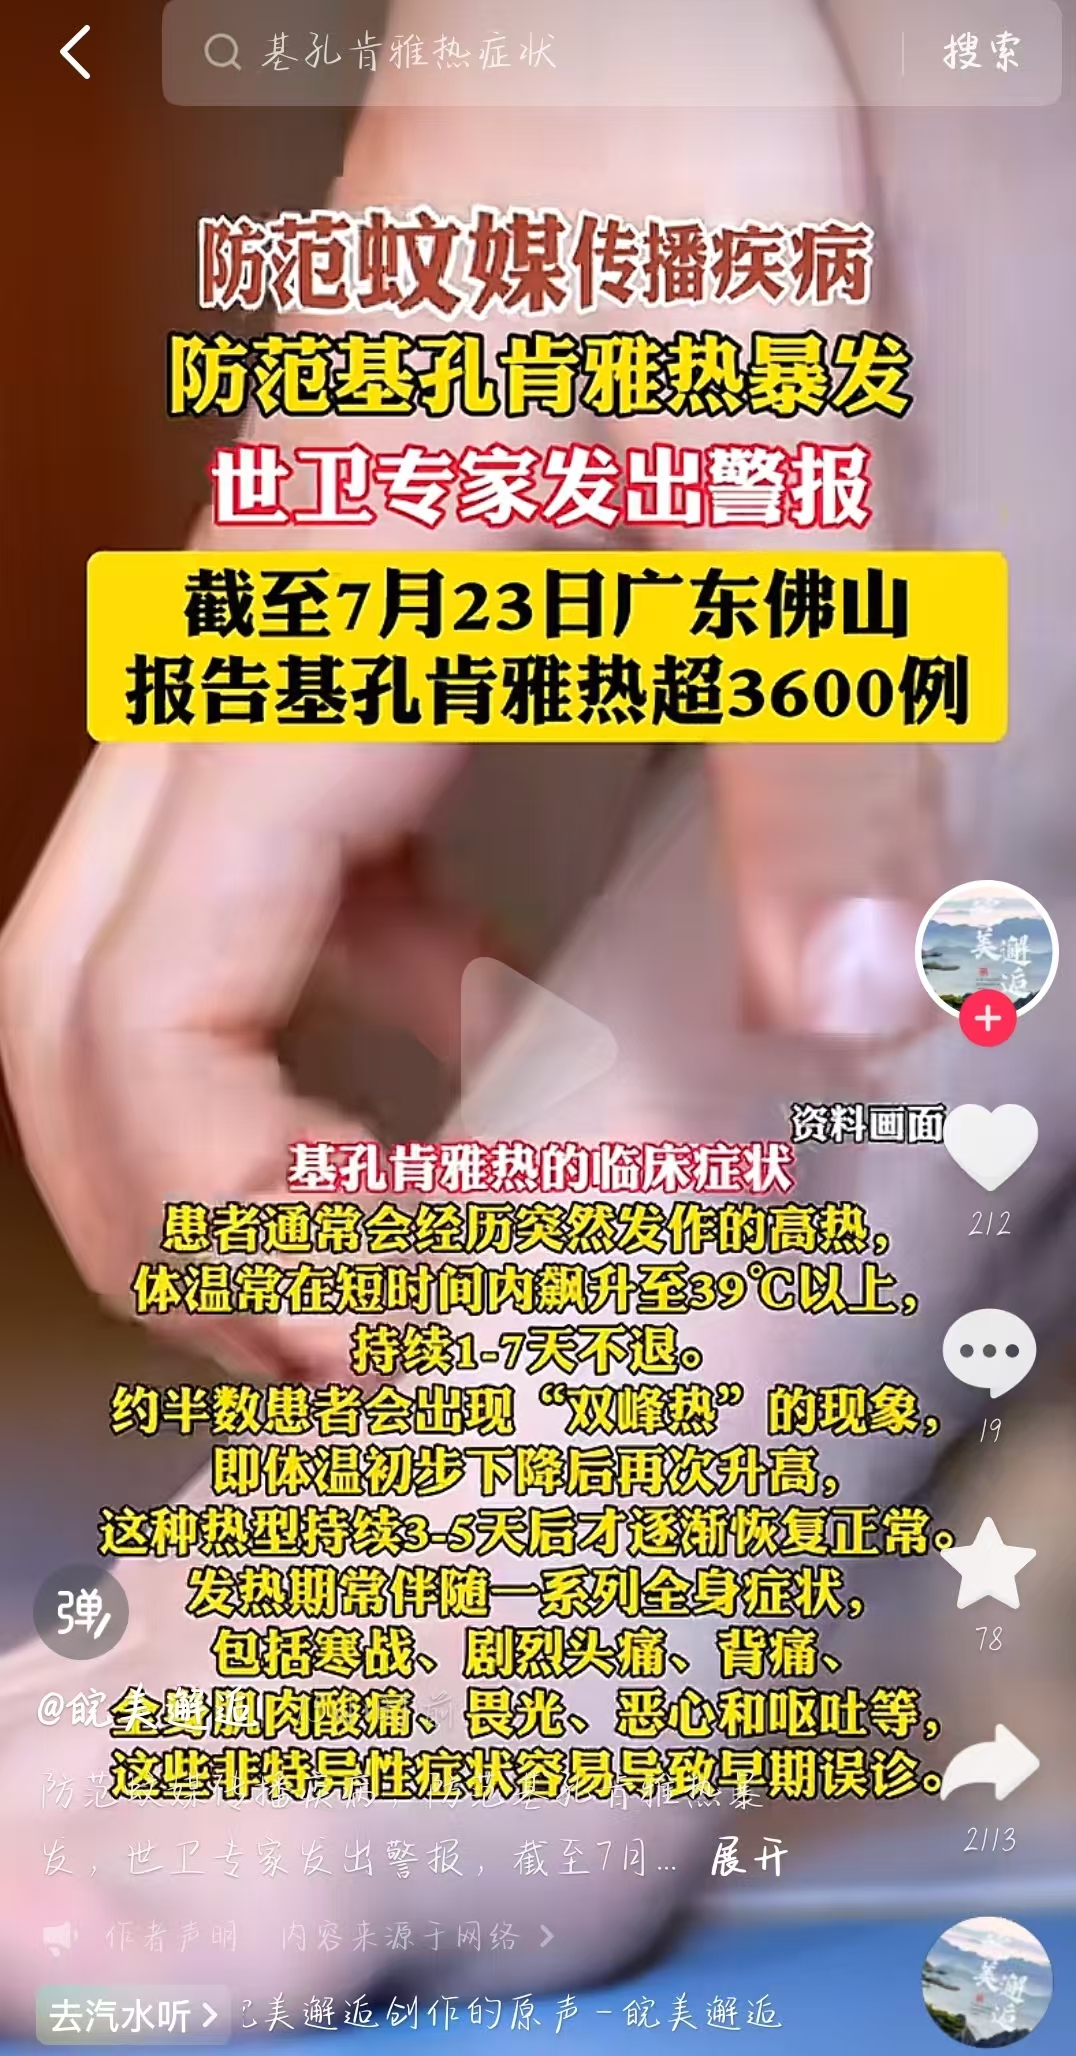 基孔肯雅热症状
搜索
防范蚊媒传播疾病
防范基孔肯雅热暴发
世卫专家发出警报
截至7月23日广东佛山
报告基孔肯雅热超3600例
资料画面
212
基孔肯雅热的临床症状
患者通常会经历突然发作的高热,
体温常在短时间内飙升至39℃以上,
持续1-7天不退。
约半数患者会出现“双峰热”的现象,
19
即体温初步下降后再次升高,
这种热型持续3-5天后才逐渐恢复正常。
发热期常伴随一系列全身症状,
弹
78
包括寒战、剧烈头痛、背痛、
肌肉酸痛、畏光、恶心和呕吐等,
@皖美邂逅
这些非特异性症状容易导致早期误诊。
防范蚊媒传播疾病,防范基孔肯雅热暴
2113
发,世卫专家发出警报,截至7月... 展开
作者声明 内容来源于网络 >
去汽水听 >
美邂逅创作的原声-皖美邂逅